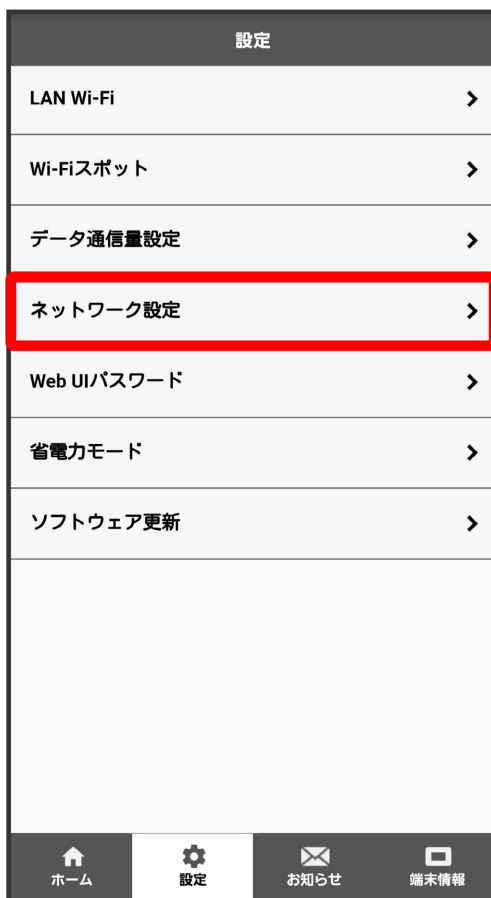 設定
LAN Wi-Fi
Wi-Fiスポット
データ通信量設定
ネットワーク設定
Web UIパスワード
省電力モード
ソフトウェア更新
ホーム
設定
お知らせ
端末情報